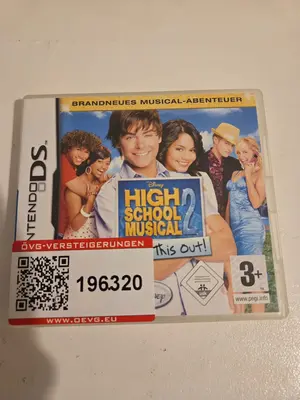 BRANDNEUES MUSICAL-ABENTEUER
NINTENDO DS
Disney
HIGH
SCHOOL
MUSICAL 2
This Out!
ÖVG-VERSTEIGERUNGEN
196320
WWW.OEVG.EU
3+
www.pegi.info